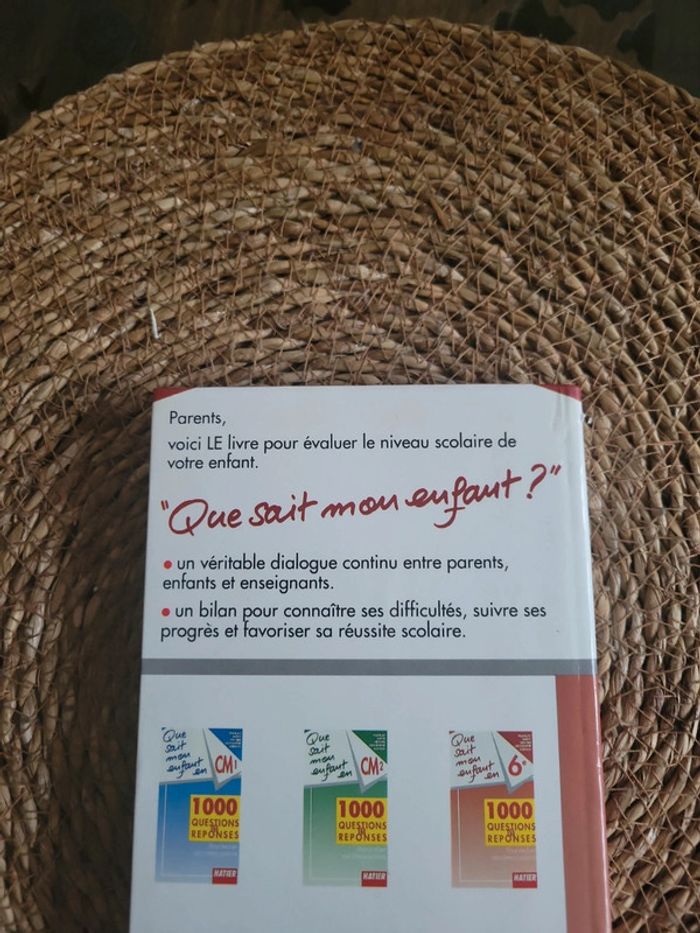 Parents,
voici LE livre pour évaluer le niveau scolaire de
votre enfant.
"Que sait mon enfant ?"
• un véritable dialogue continu entre parents,
enfants et enseignants.
• un bilan pour connaître ses difficultés, suivre ses
progrès et favoriser sa réussite scolaire.
Que
sait
mon
enfant
en CM1
1000
QUESTIONS
REPONSES
HATIER
Que
sait
mon
enfant
en CM2
1000
QUESTIONS
REPONSES
HATIER
Que
sait
mon
enfant
en 6e
1000
QUESTIONS
REPONSES
HATIER